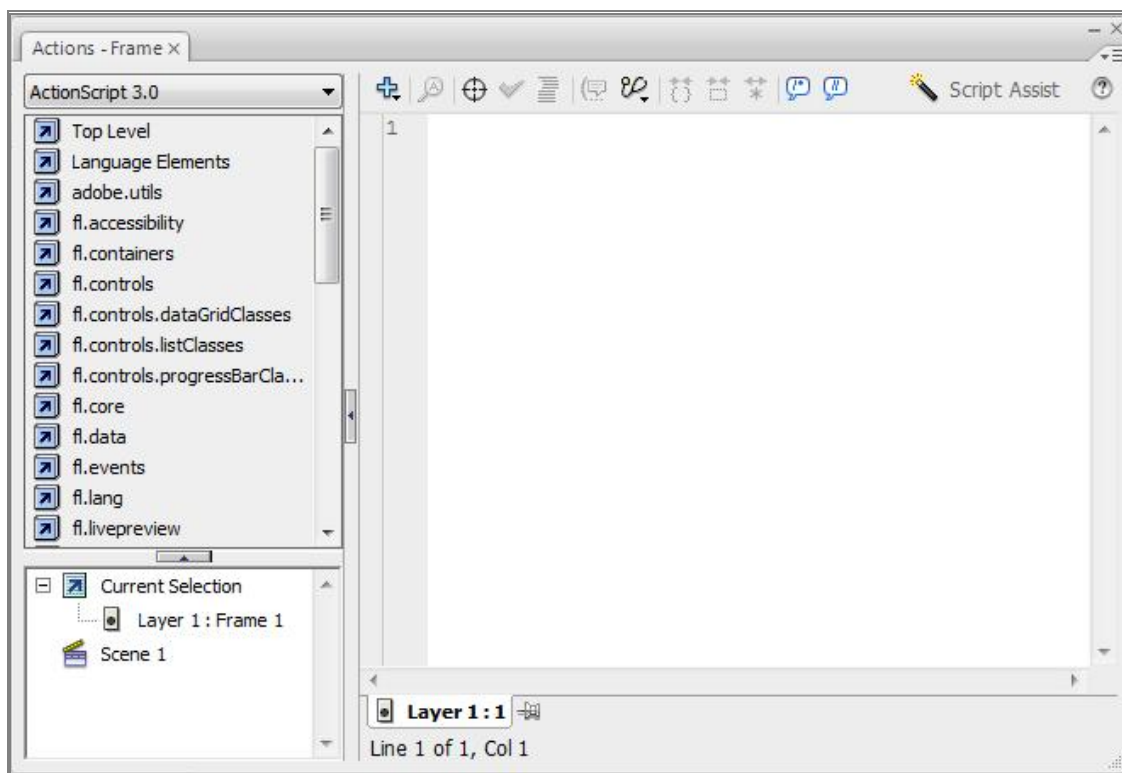 Actions - Frame
ActionScript 3.0
Script Assist
Top Level
Language Elements
adobe.utils
fl.accessibility
fl.containers
fl.controls
fl.controls.dataGridClasses
fl.controls.listClasses
fl.controls.progressBarCla...
fl.core
fl.data
fl.events
fl.lang
fl.livepreview
1
Current Selection
Layer 1 : Frame 1
Scene 1
Layer 1 : 1
Line 1 of 1, Col 1